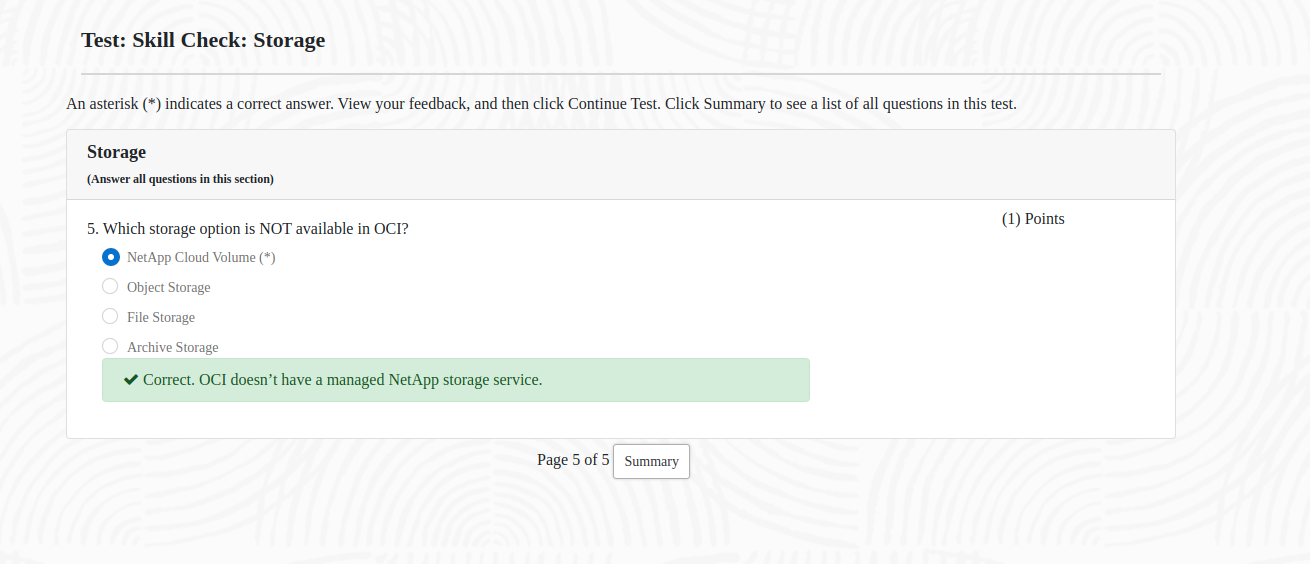 Test: Skill Check: Storage
An asterisk (*) indicates a correct answer. View your feedback, and then click Continue Test. Click Summary to see a list of all questions in this test.
Storage
(Answer all questions in this section)
5. Which storage option is NOT available in OCI?
(1) Points
NetApp Cloud Volume (*)
Object Storage
File Storage
Archive Storage
Correct. OCI doesn’t have a managed NetApp storage service.
Page 5 of 5 Summary